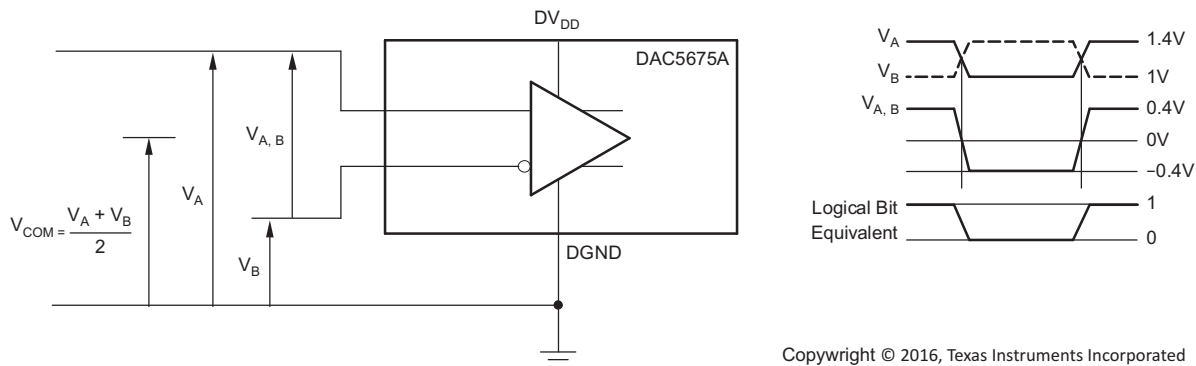 DV_DD
DAC5675A
V_A, B
V_A
V_COM = (V_A + V_B) / 2
V_B
DGND
V_A
1.4V
V_B
1V
V_A, B
0.4V
0V
−0.4V
Logical Bit
Equivalent
1
0
Copywright © 2016, Texas Instruments Incorporated